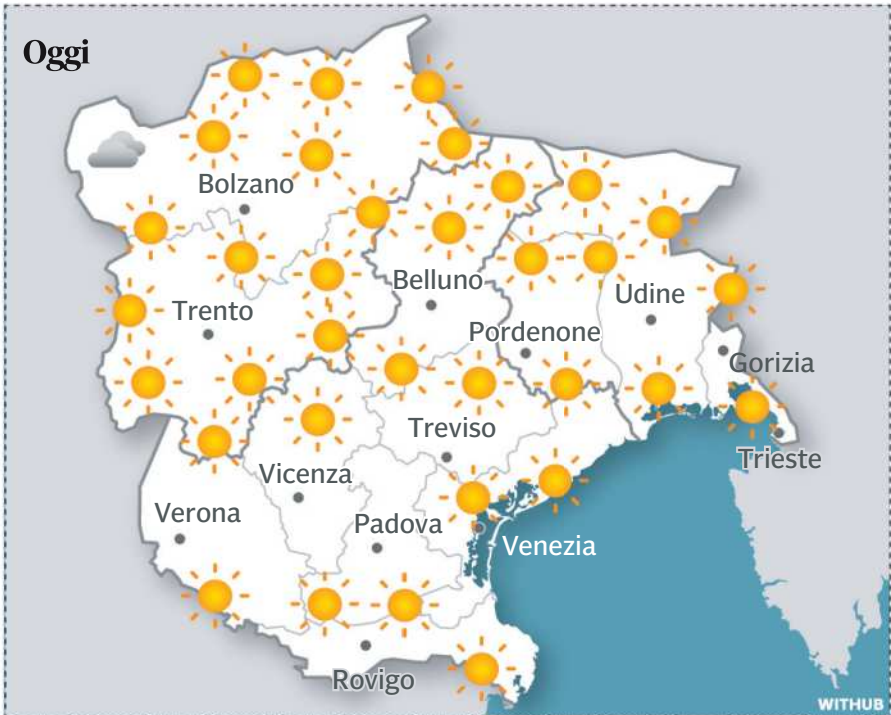 Oggi
Bolzano
Belluno
Udine
Trento
Pordenone
Gorizia
Treviso
Trieste
Vicenza
Verona
Padova
Venezia
Rovigo
WITHUB